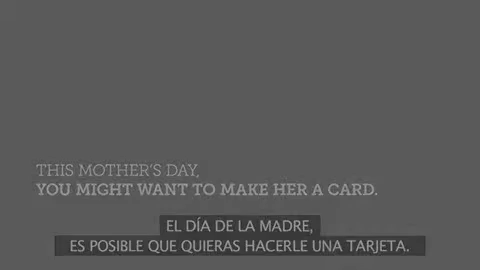 THIS MOTHER'S DAY,
YOU MIGHT WANT TO MAKE HER A CARD.
EL DÍA DE LA MADRE,
ES POSIBLE QUE QUIERAS HACERLE UNA TARJETA.